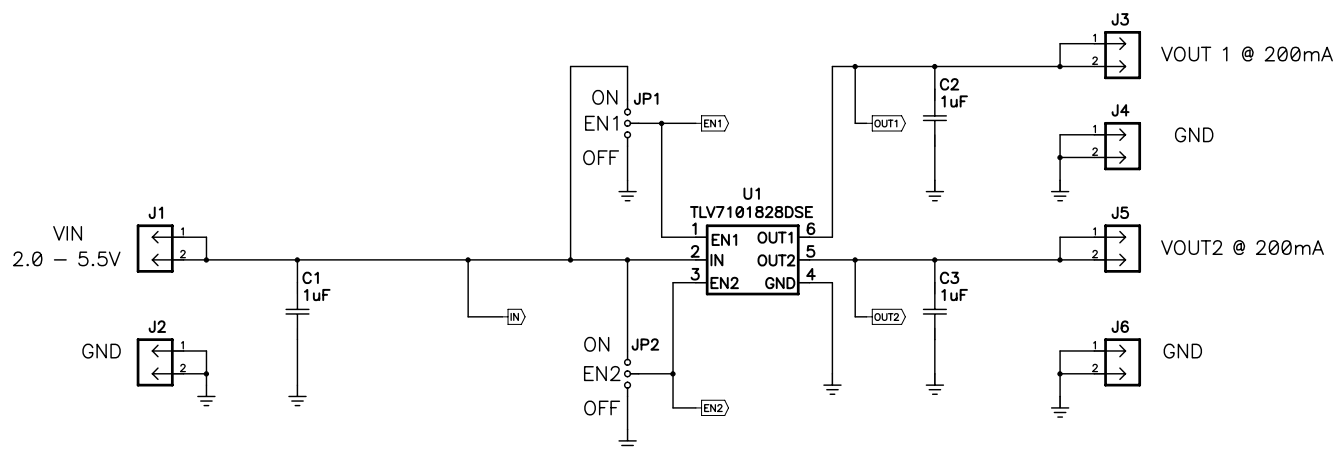 J3
1
2
VOUT 1 @ 200mA
ON
JP1
EN1
EN1
OFF
OUT1
C2
1uF
J4
1
2
GND
U1
TLV7101828DSE
J1
VIN
2.0 – 5.5V
1
2
1
EN1
OUT1
6
2
IN
OUT2
5
3
EN2
GND
4
J5
1
2
VOUT2 @ 200mA
C1
1uF
IN
OUT2
C3
1uF
J2
GND
1
2
ON
JP2
EN2
OFF
EN2
J6
1
2
GND